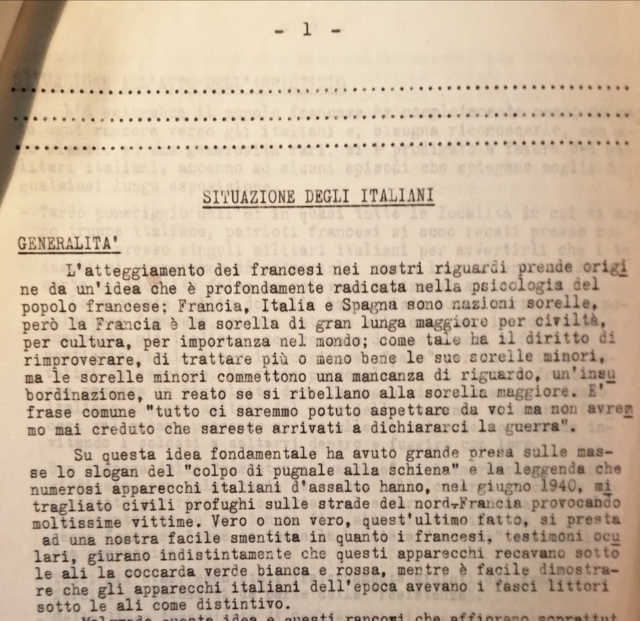 - 1 -
SITUAZIONE DEGLI ITALIANI
GENERALITA'
L'atteggiamento dei francesi nei nostri riguardi prende origi
ne da un'idea che è profondamente radicata nella psicologia del
popolo francese: Francia, Italia e Spagna sono nazioni sorelle,
però la Francia è la sorella di gran lunga maggiore per civiltà,
per cultura, per importanza nel mondo; come tale ha il diritto di
rimproverare, di trattare più o meno bene le sue sorelle minori,
ma le sorelle minori commettono una mancanza di riguardo, un'insu
bordinazione, un reato se si ribellano alla sorella maggiore. E'
frase comune "tutto ci saremmo potuto aspettare da voi ma non avrem
mo mai creduto che sareste arrivati a dichiararci la guerra".
Su questa idea fondamentale ha avuto grande presa sulle mas-
se lo slogan del "colpo di pugnale alla schiena" e la leggenda che
numerosi apparecchi italiani d'assalto hanno, nel giugno 1940, mi
tragliato civili profughi sulle strade del nord-Francia provocando
moltissime vittime. Vero o non vero, quest'ultimo fatto, si presta
ad una nostra facile smentita in quanto i francesi, testimoni ocu
lari, giurano indistintamente che questi apparecchi recavano sotto
le ali la coccarda verde bianca e rossa, mentre è facile dimostra-
re che gli apparecchi italiani dell'epoca avevano i fasci littori
sotto le ali come distintivo.
Malgrado questa idea e questi rancori che affiorano soprattut